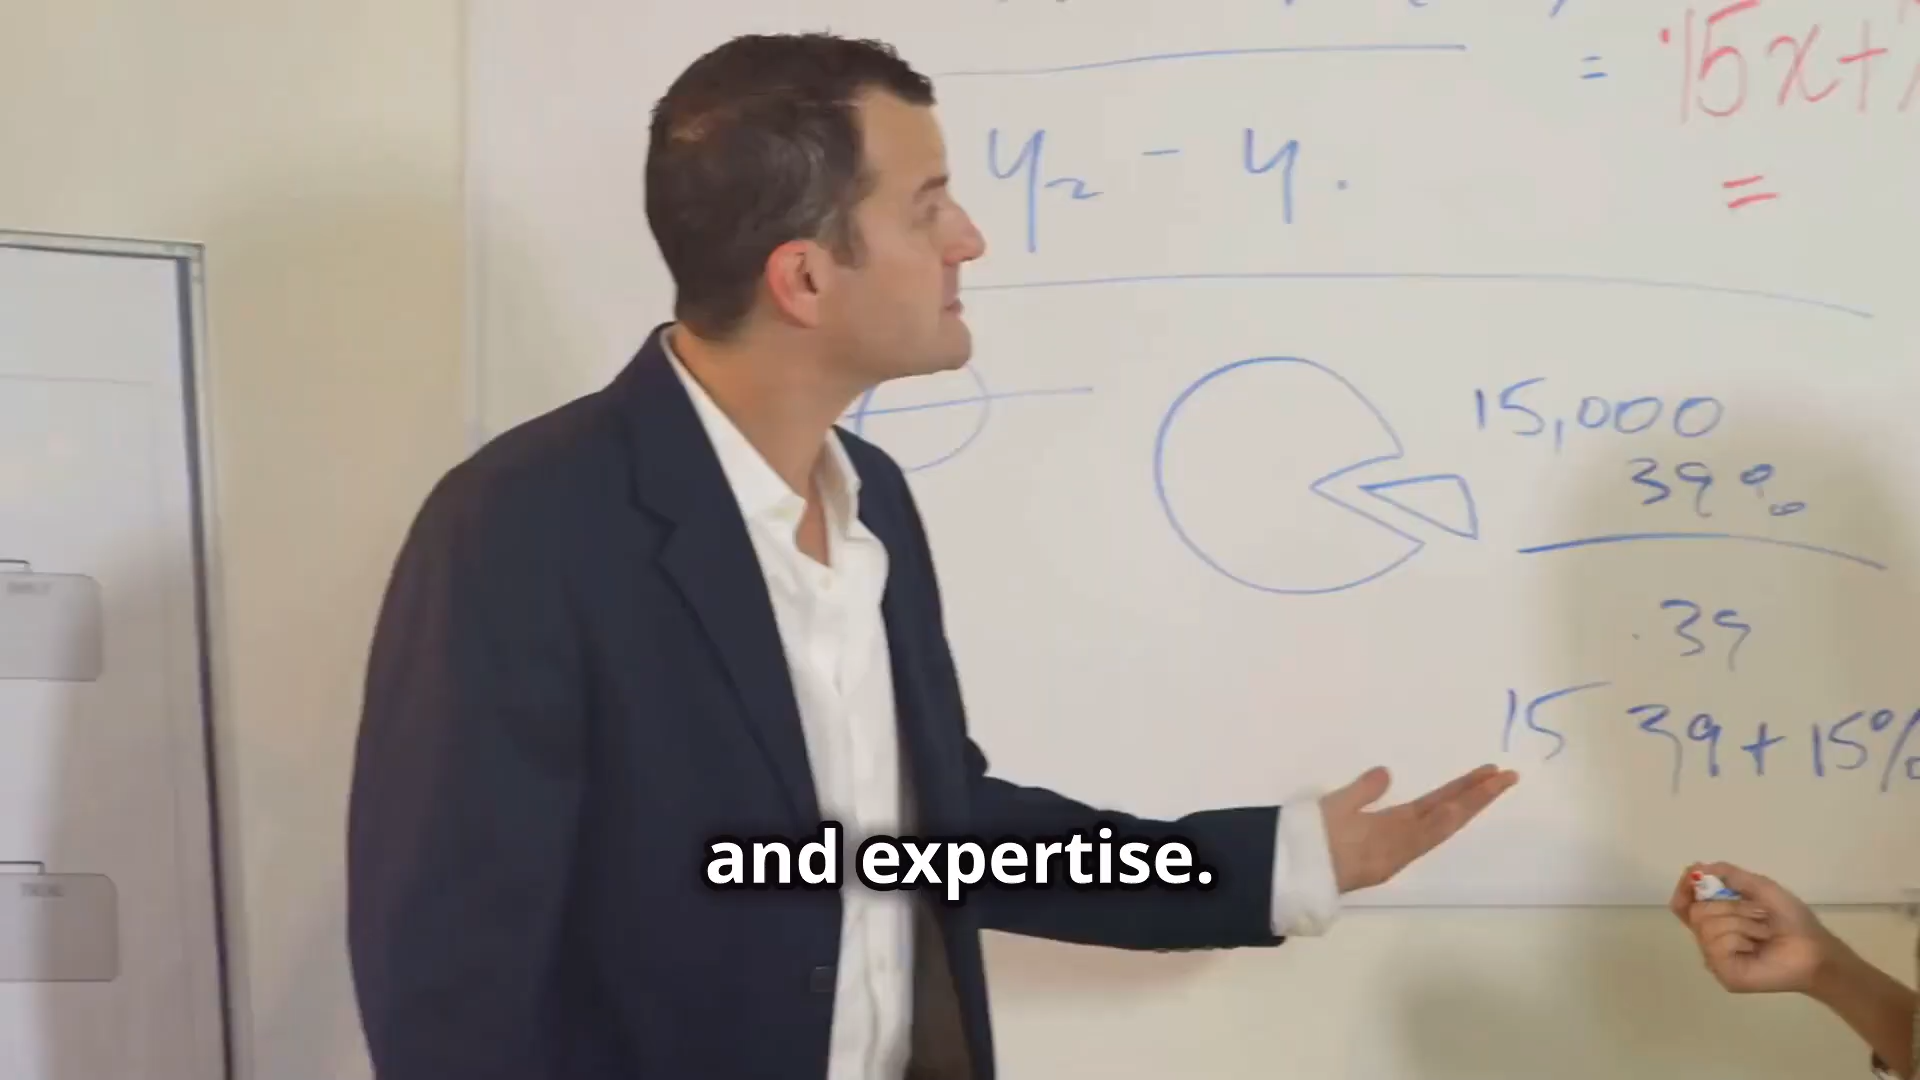 = 15x+
y₂ - y.
=
15,000
39%
.39
15 39+15%
and expertise.